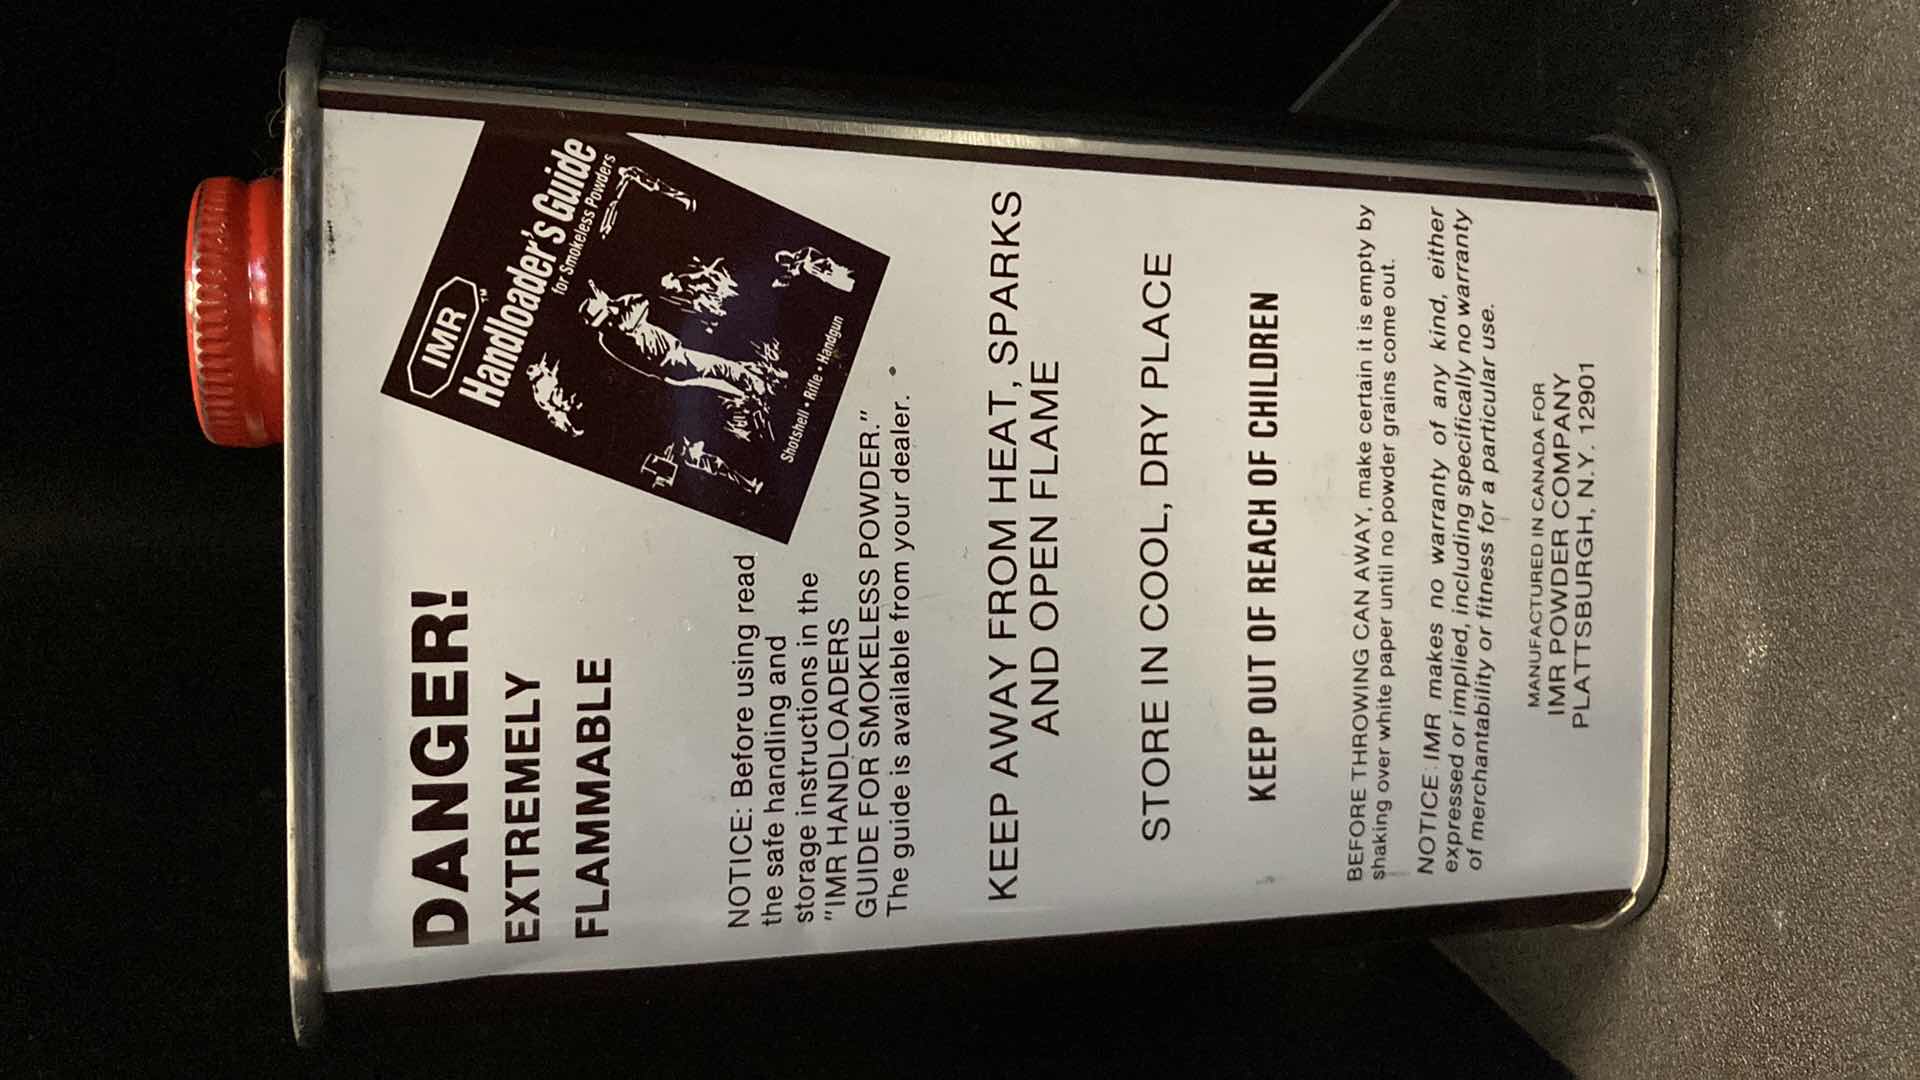 DANGER!
EXTREMELY
FLAMMABLE
IMR™
Handloader's Guide
for Smokeless Powders
Shotshell • Rifle • Handgun
NOTICE: Before using read
the safe handling and
storage instructions in the
"IMR HANDLOADERS
GUIDE FOR SMOKELESS POWDER."
The guide is available from your dealer.
KEEP AWAY FROM HEAT, SPARKS
AND OPEN FLAME
STORE IN COOL, DRY PLACE
KEEP OUT OF REACH OF CHILDREN
BEFORE THROWING CAN AWAY, make certain it is empty by
shaking over white paper until no powder grains come out.
NOTICE: IMR makes no warranty of any kind, either
expressed or implied, including specifically no warranty
of merchantability or fitness for a particular use.
MANUFACTURED IN CANADA FOR
IMR POWDER COMPANY
PLATTSBURGH, N.Y. 12901